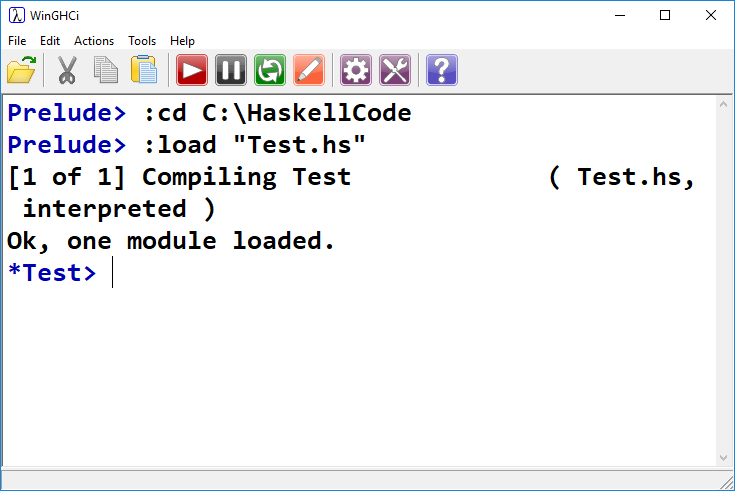 WinGHCi
File Edit Actions Tools Help
Prelude> :cd C:\HaskellCode
Prelude> :load "Test.hs"
[1 of 1] Compiling Test             ( Test.hs,
 interpreted )
Ok, one module loaded.
*Test>